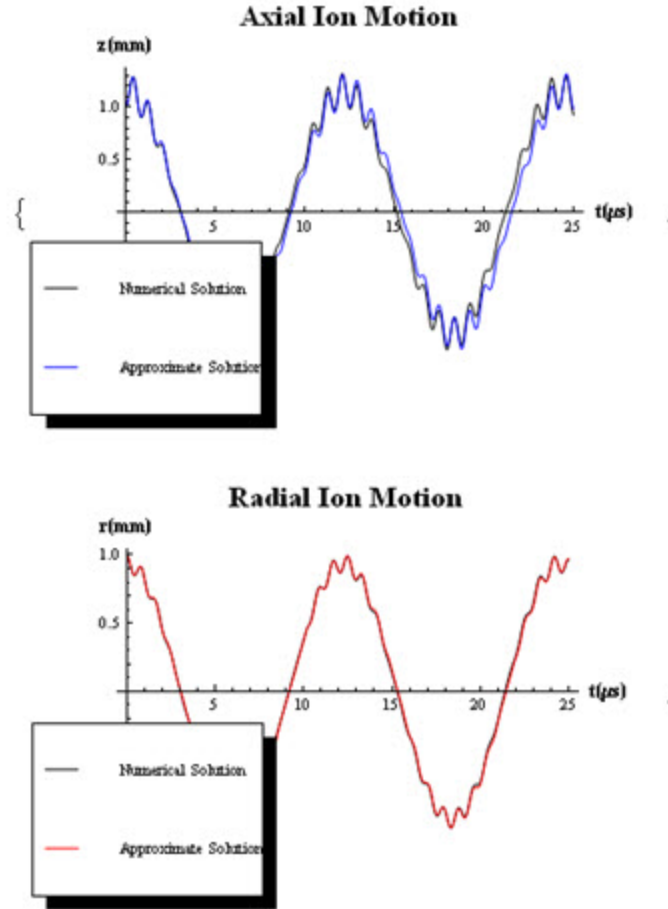 Axial Ion Motion
z(mm)
1.0
0.5
{
5 10 15 20 25 t(μs)
Numerical Solution
Approximate Solution
Radial Ion Motion
r(mm)
1.0
0.5
5 10 15 20 25 t(μs)
Numerical Solution
Approximate Solution